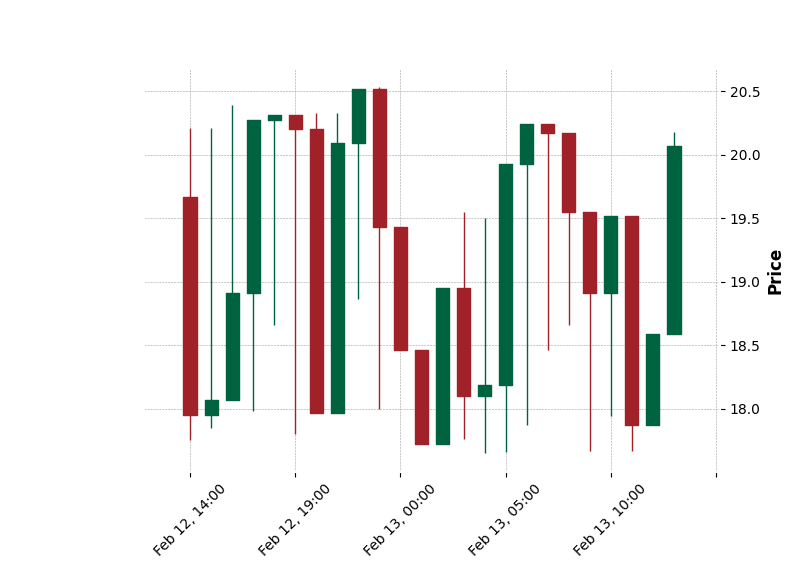 20.5
20.0
19.5
19.0
18.5
18.0
Price
Feb 12, 14:00
Feb 12, 19:00
Feb 13, 00:00
Feb 13, 05:00
Feb 13, 10:00